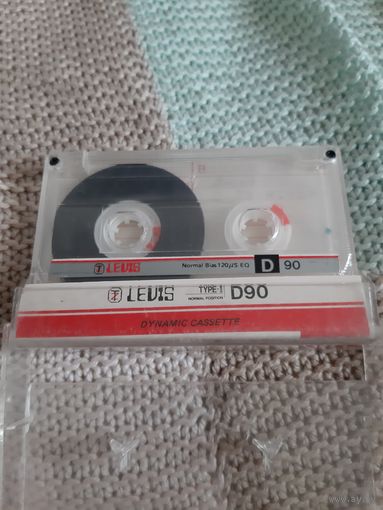 B
LEVIS Normal Bias 120µS EQ D 90
LEVIS TYPE-I NORMAL POSITION D90
DYNAMIC CASSETTE